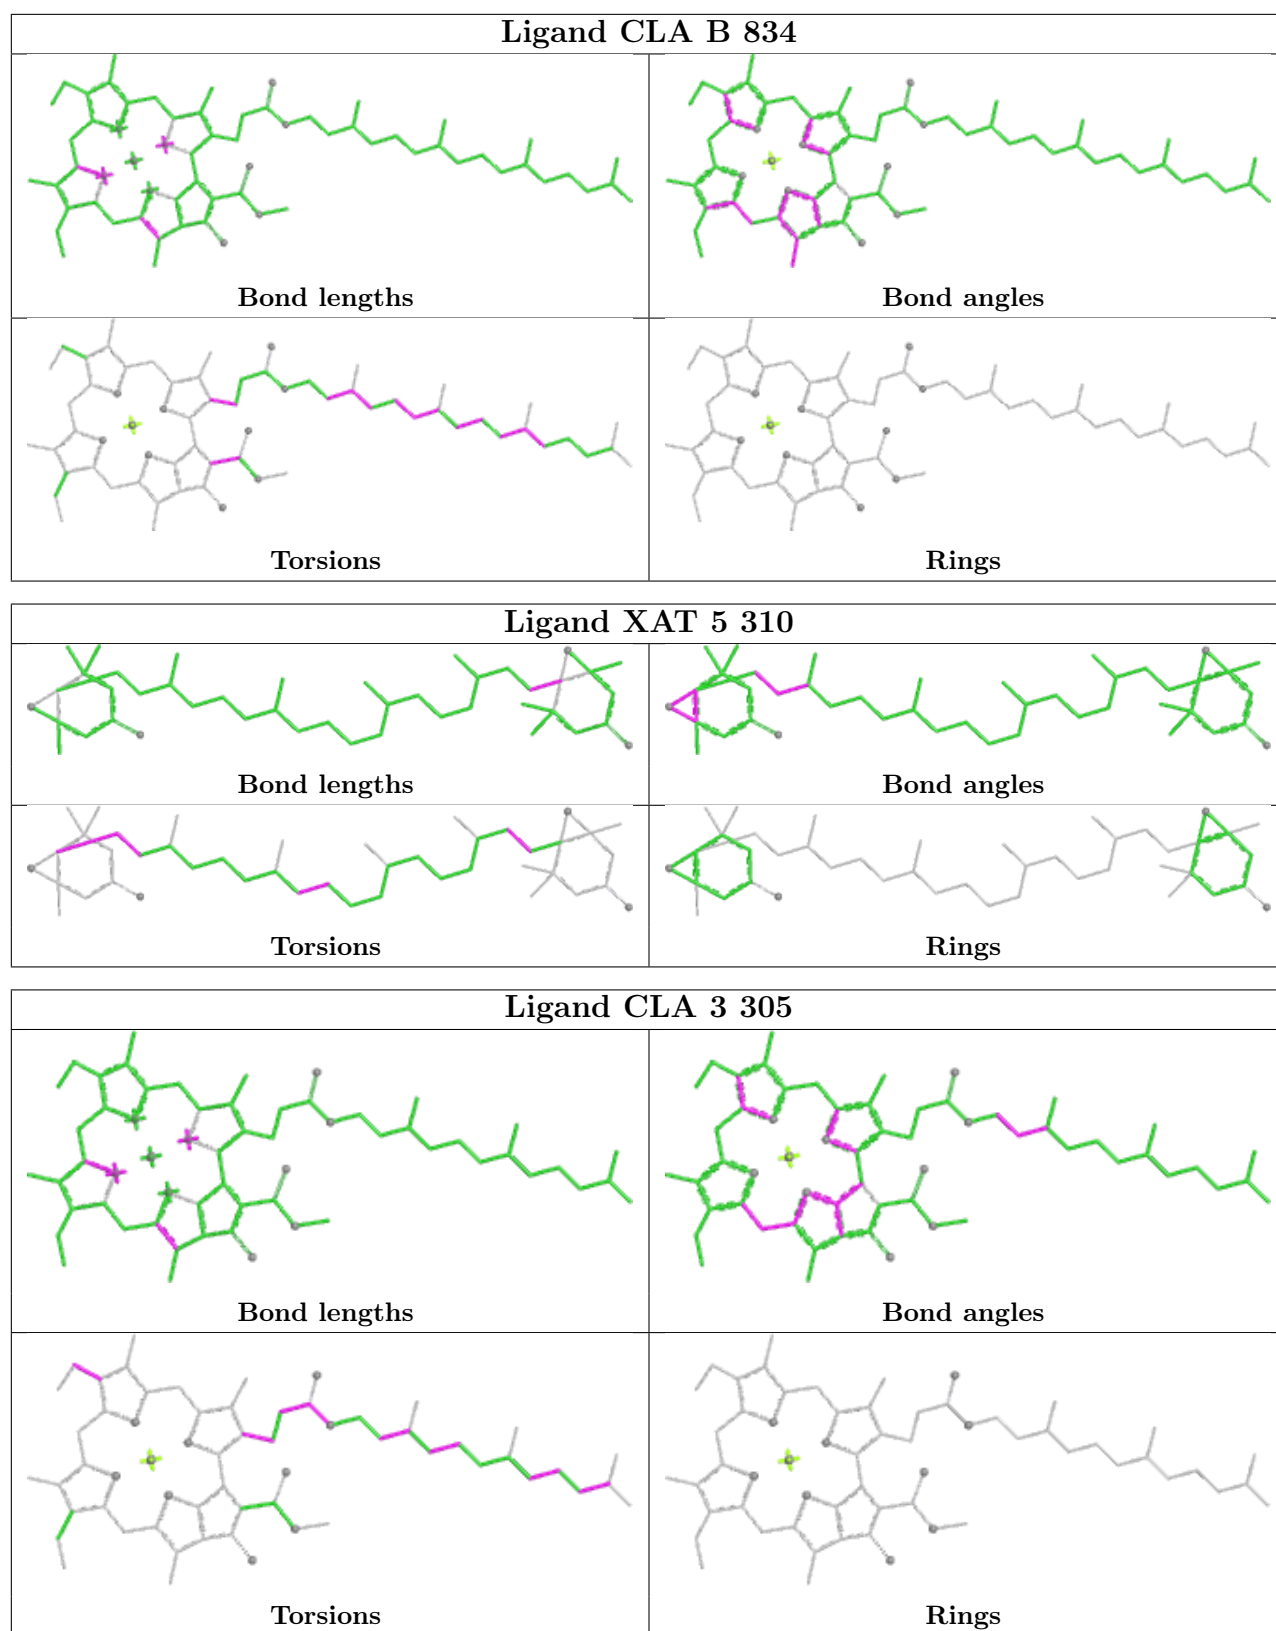 Ligand CLA B 834
Bond lengths
Bond angles
Torsions
Rings
Ligand XAT 5 310
Bond lengths
Bond angles
Torsions
Rings
Ligand CLA 3 305
Bond lengths
Bond angles
Torsions
Rings